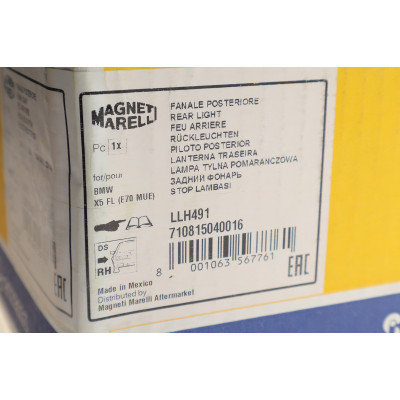 MAGNETI
MARELLI
Pc 1x
for/pour
BMW
X5 FL (E70 MUE)
FANALE POSTERIORE
REAR LIGHT
FEU ARRIERE
RÜCKLEUCHTEN
PILOTO POSTERIOR
LANTERNA TRASEIRA
LAMPA TYLNA POMARANCZOWA
ЗАДНИЙ ФОНАРЬ
STOP LAMBASI
LLH491
710815040016
DS
RH
8 001063 567761
EAC
Made in Mexico
Distributed by
Magneti Marelli Aftermarket